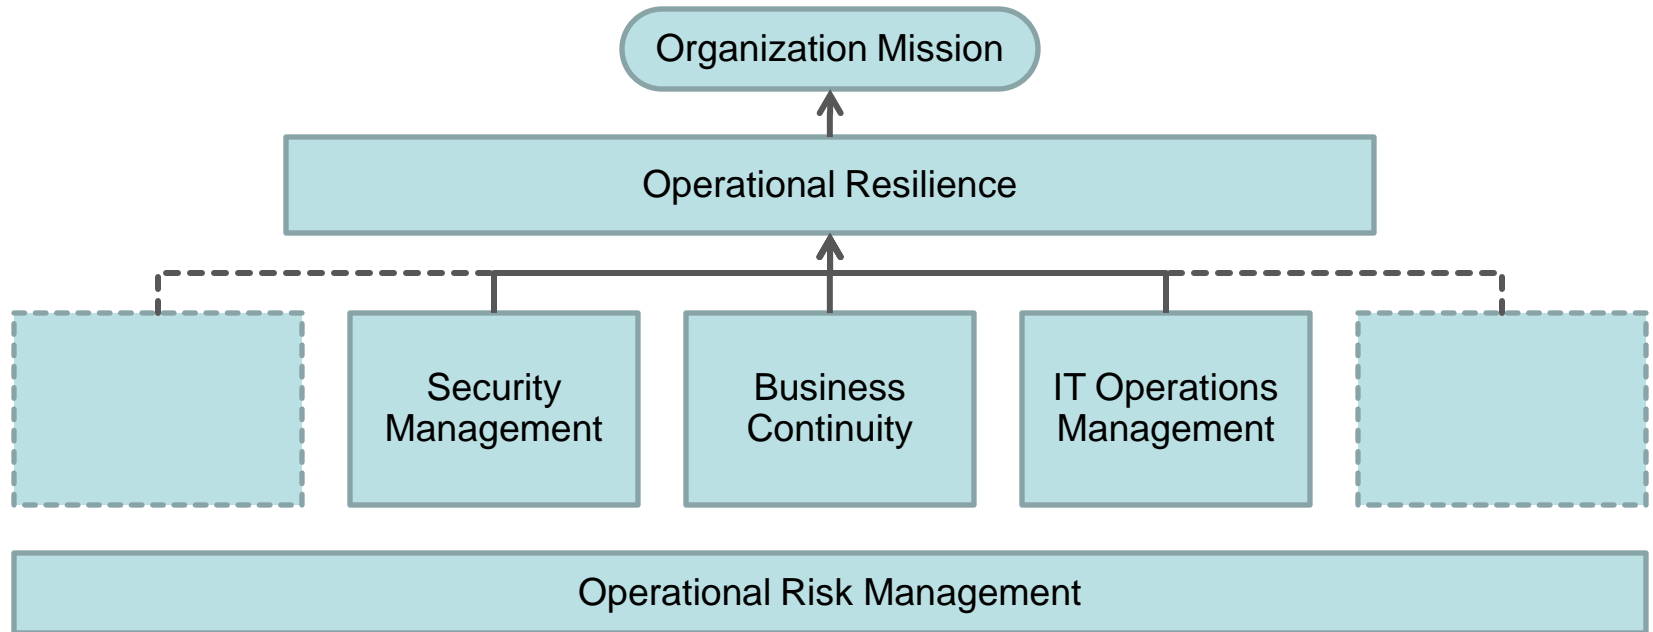 Organization Mission
Operational Resilience
Security
Management
Business
Continuity
IT Operations
Management
Operational Risk Management